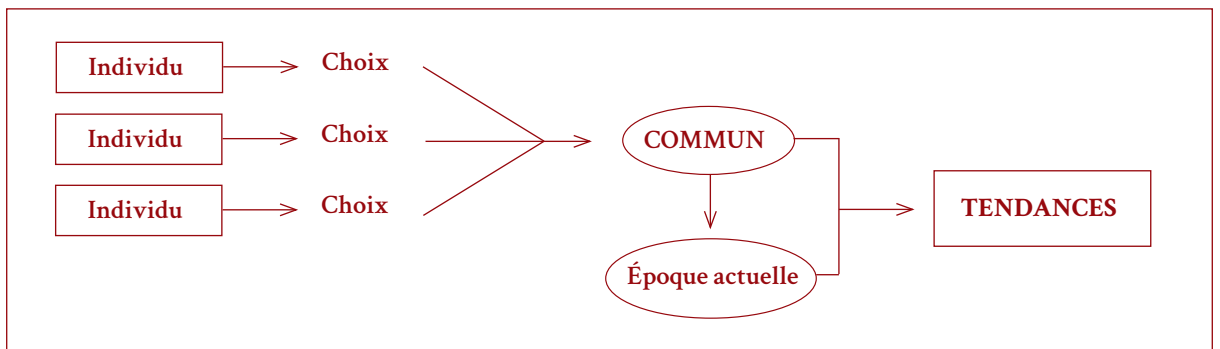 Individu
Choix
Individu
Choix
Individu
Choix
COMMUN
Époque actuelle
TENDANCES